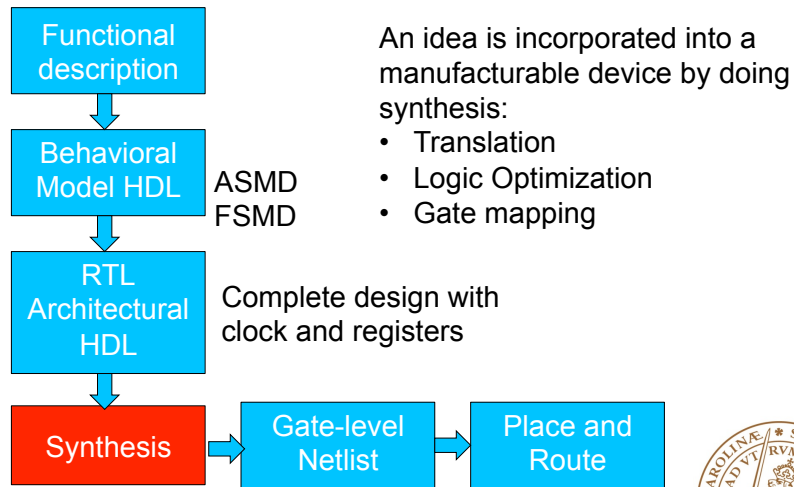 Functional
description
An idea is incorporated into a
manufacturable device by doing
synthesis:
• Translation
• Logic Optimization
• Gate mapping
Behavioral
Model HDL
ASMD
FSMD
RTL
Architectural
HDL
Complete design with
clock and registers
Synthesis
Gate-level
Netlist
Place and
Route